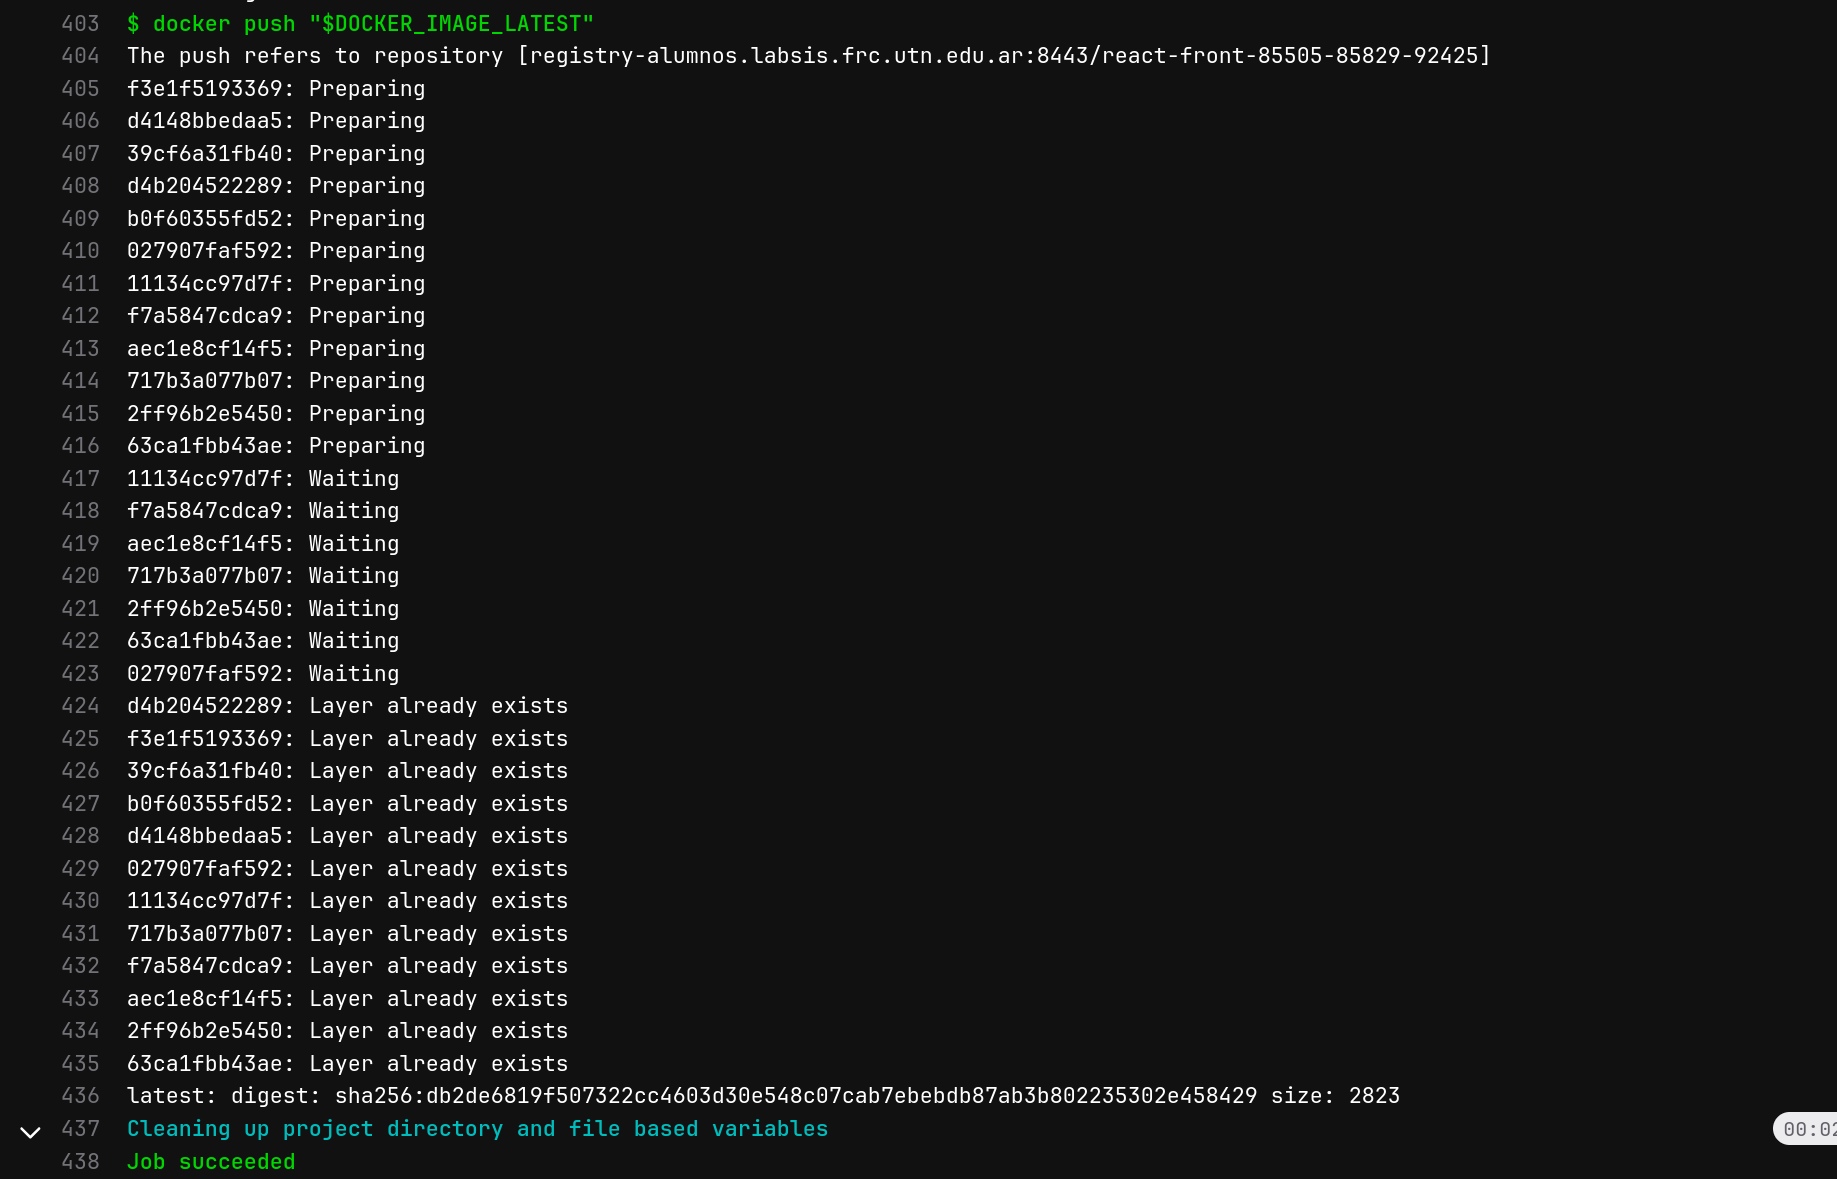 403 $ docker push "$DOCKER_IMAGE_LATEST"
404 The push refers to repository [registry-alumnos.labsis.frc.utn.edu.ar:8443/react-front-85505-85829-92425]
405 f3e1f5193369: Preparing
406 d4148bbedaa5: Preparing
407 39cf6a31fb40: Preparing
408 d4b204522289: Preparing
409 b0f60355fd52: Preparing
410 027907faf592: Preparing
411 11134cc97d7f: Preparing
412 f7a5847cdca9: Preparing
413 aec1e8cf14f5: Preparing
414 717b3a077b07: Preparing
415 2ff96b2e5450: Preparing
416 63ca1fbb43ae: Preparing
417 11134cc97d7f: Waiting
418 f7a5847cdca9: Waiting
419 aec1e8cf14f5: Waiting
420 717b3a077b07: Waiting
421 2ff96b2e5450: Waiting
422 63ca1fbb43ae: Waiting
423 027907faf592: Waiting
424 d4b204522289: Layer already exists
425 f3e1f5193369: Layer already exists
426 39cf6a31fb40: Layer already exists
427 b0f60355fd52: Layer already exists
428 d4148bbedaa5: Layer already exists
429 027907faf592: Layer already exists
430 11134cc97d7f: Layer already exists
431 717b3a077b07: Layer already exists
432 f7a5847cdca9: Layer already exists
433 aec1e8cf14f5: Layer already exists
434 2ff96b2e5450: Layer already exists
435 63ca1fbb43ae: Layer already exists
436 latest: digest: sha256:db2de6819f507322cc4603d30e548c07cab7ebebdb87ab3b802235302e458429 size: 2823
437 Cleaning up project directory and file based variables 00:02
438 Job succeeded